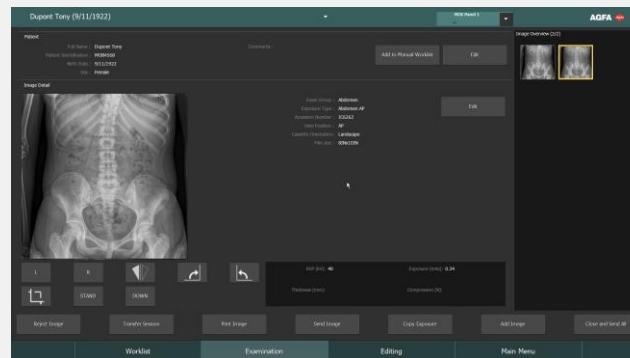 Dupont Tony (9/11/1922)
MUX Panel 1
AGFA
Patient
Full Name : Dupont Tony
Comments :
Birth Date : 9/11/1922
Sex : Female
Add to Manual Worklist
Edit
Image Overview (2/2)
Image Detail
Exam Group : Abdomen
Exposure Type : Abdomen AP
Accession Number :
View Position : AP
Cassette Orientation : Landscape
Film size :
Edit
L
R
STAND
DOWN
KVP [kV]: 40
Exposure [mAs]: 0.34
Thickness [mm]:
Compression [N]:
Reject Image
Transfer Session
Print Image
Send Image
Copy Exposure
Add Image
Close and Send All
Worklist
Examination
Editing
Main Menu